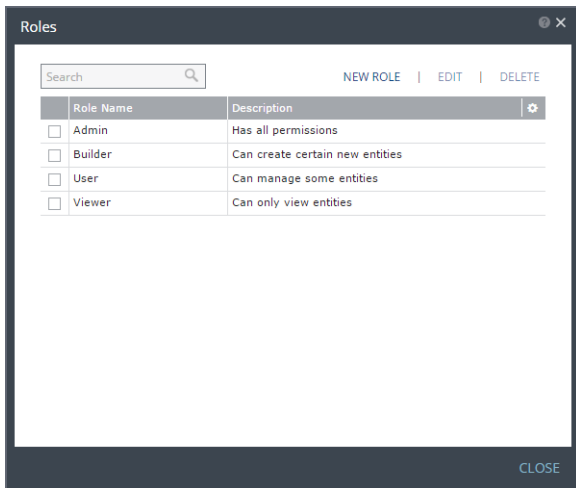 Roles
Search
NEW ROLE | EDIT | DELETE
Role Name Description
Admin Has all permissions
Builder Can create certain new entities
User Can manage some entities
Viewer Can only view entities
CLOSE